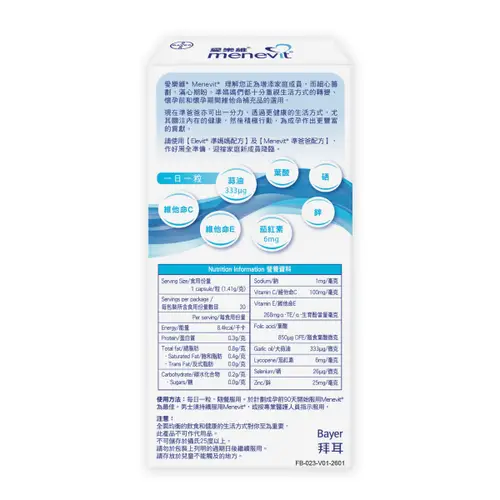 愛樂維
menevit
愛樂維® Menevit® 理解您正為增添家庭成員，而細心籌
劃，滿心期盼。準媽媽們都十分重視生活方式的轉變、
懷孕前和懷孕期間維他命補充品的選用。
現在準爸爸亦可出一分力，透過更健康的生活方式，尤
其關注內在的健康，然後積極行動，為成孕作出更豐富
的貢獻。
請使用【Elevit® 準媽媽配方】及【Menevit® 準爸爸配方】，
作好周全準備，迎接家庭新成員降臨。
一日一粒
蒜油
333μg
葉酸
硒
維他命C
維他命E
茄紅素
6mg
鋅
Nutrition Information 營養資料
Serving Size/食用份量
1 capsule/粒 (1.41g/克)
Servings per package /
每包裝所含食用份量數目 30
Per serving/每食用份量
Energy/能量 8.4kcal/千卡
Protein/蛋白質 0.3g/克
Total fat/總脂肪 0.8g/克
- Saturated Fat/飽和脂肪 0.4g/克
- Trans Fat/反式脂肪 0.0g/克
Carbohydrate/碳水化合物 0.2g/克
- Sugars/糖 0.0g/克
Sodium/鈉 1mg/毫克
Vitamin C/維他命C 100mg/毫克
Vitamin E/維他命E
268mg α-TE/α-生育酚當量毫克
Folic acid/葉酸
850μg DFE/膳食葉酸微克
Garlic oil/大蒜油 333μg/微克
Lycopene/茄紅素 6mg/毫克
Selenium/硒 26μg/微克
Zinc/鋅 25mg/毫克
使用方法：每日一粒，隨餐服用。於計劃成孕前90天開始服用Menevit®
為最佳。男士須持續服用Menevit®，或按專業醫護人員指示服用。
注意：
全面均衡的飲食和健康的生活方式對你至為重要，
此產品不可作代用品。
不可儲存於攝氏25度以上。
請勿於包裝上列明的過期日後繼續服用。
請存放於兒童不能觸及的地方。
Bayer
拜耳
FB-023-V01-2601